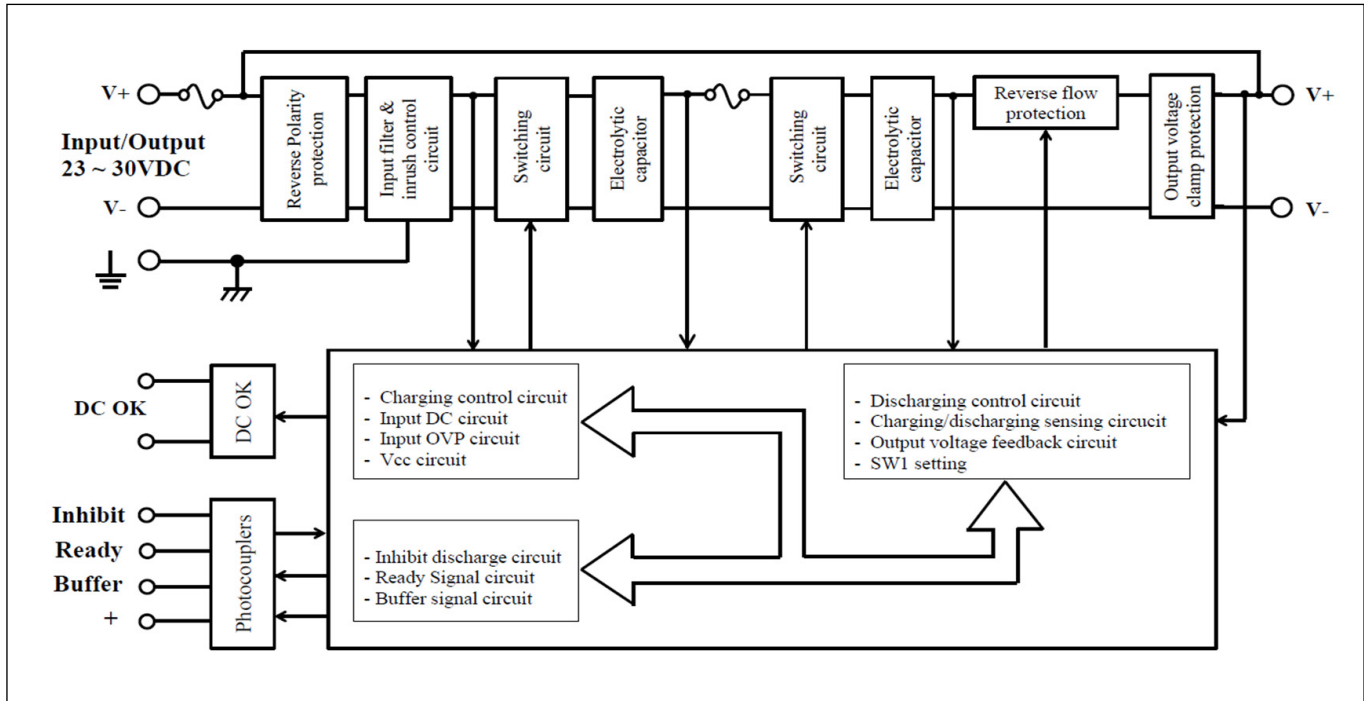 V+
Input/Output
23 ~ 30VDC
V-
Reverse Polarity
protection
Input filter &
inrush control
circuit
Switching
circuit
Electrolytic
capacitor
Switching
circuit
Electrolytic
capacitor
Reverse flow
protection
Output voltage
clamp protection
V+
V-
DC OK
DC OK
- Charging control circuit
- Input DC circuit
- Input OVP circuit
- Vcc circuit
- Discharging control circuit
- Charging/discharging sensing circucit
- Output voltage feedback circuit
- SW1 setting
Inhibit
Ready
Buffer
+
Photocouplers
- Inhibit discharge circuit
- Ready Signal circuit
- Buffer signal circuit